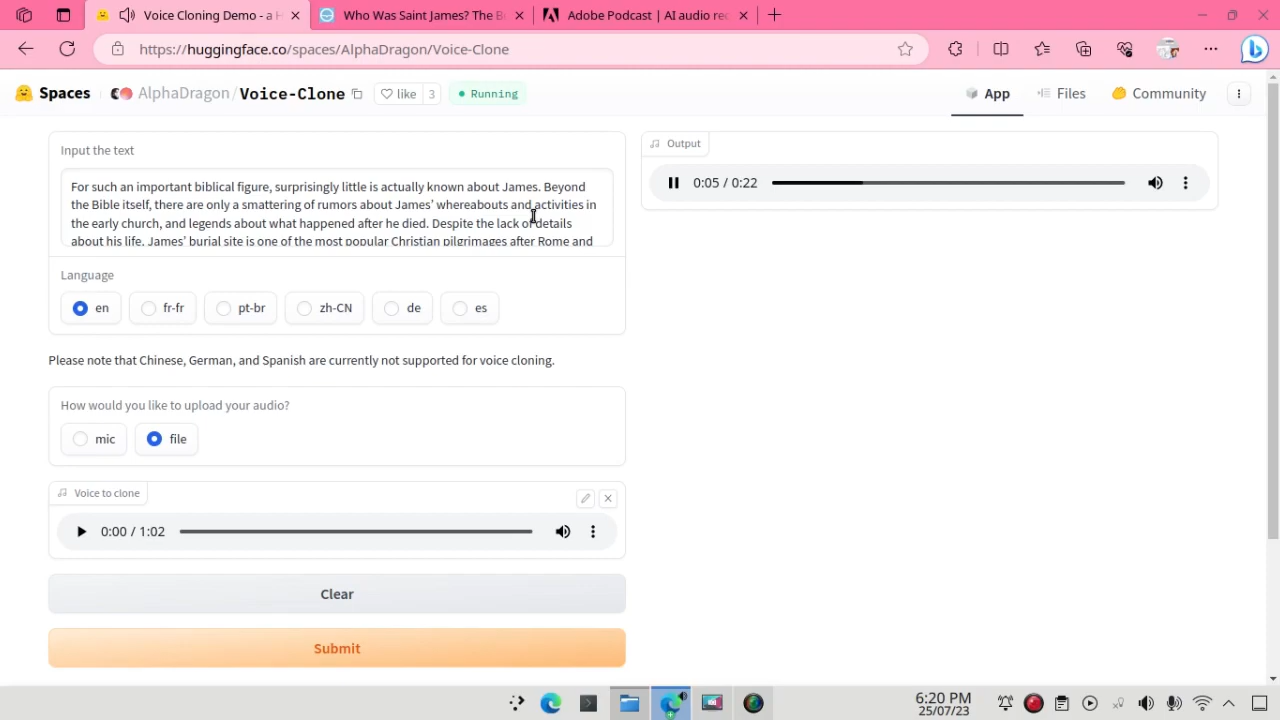 Voice Cloning Demo - a H
Who Was Saint James? The B
Adobe Podcast | AI audio rec
https://huggingface.co/spaces/AlphaDragon/Voice-Clone
Spaces
AlphaDragon/Voice-Clone
like 3
Running
App
Files
Community
Input the text
For such an important biblical figure, surprisingly little is actually known about James. Beyond
the Bible itself, there are only a smattering of rumors about James' whereabouts and activities in
the early church, and legends about what happened after he died. Despite the lack of details
about his life. James' burial site is one of the most popular Christian pilgrimages after Rome and
Language
en
fr-fr
pt-br
zh-CN
de
es
Please note that Chinese, German, and Spanish are currently not supported for voice cloning.
How would you like to upload your audio?
mic
file
Voice to clone
0:00 / 1:02
Clear
Submit
Output
0:05 / 0:22
6:20 PM
25/07/23